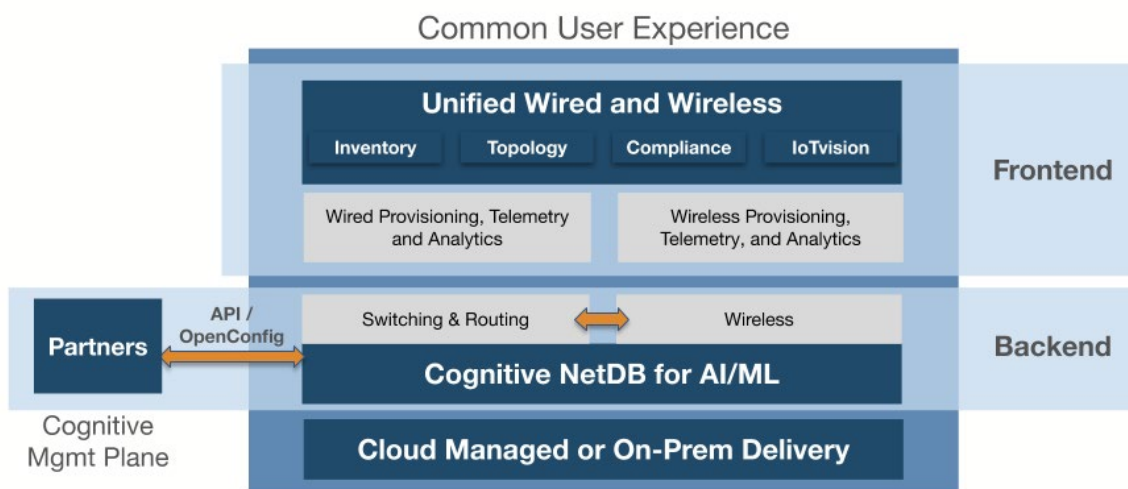 Common User Experience
Unified Wired and Wireless
Inventory
Topology
Compliance
IoTvision
Frontend
Wired Provisioning, Telemetry
and Analytics
Wireless Provisioning,
Telemetry, and Analytics
API /
OpenConfig
Partners
Switching & Routing
Wireless
Backend
Cognitive NetDB for AI/ML
Cognitive
Mgmt Plane
Cloud Managed or On-Prem Delivery